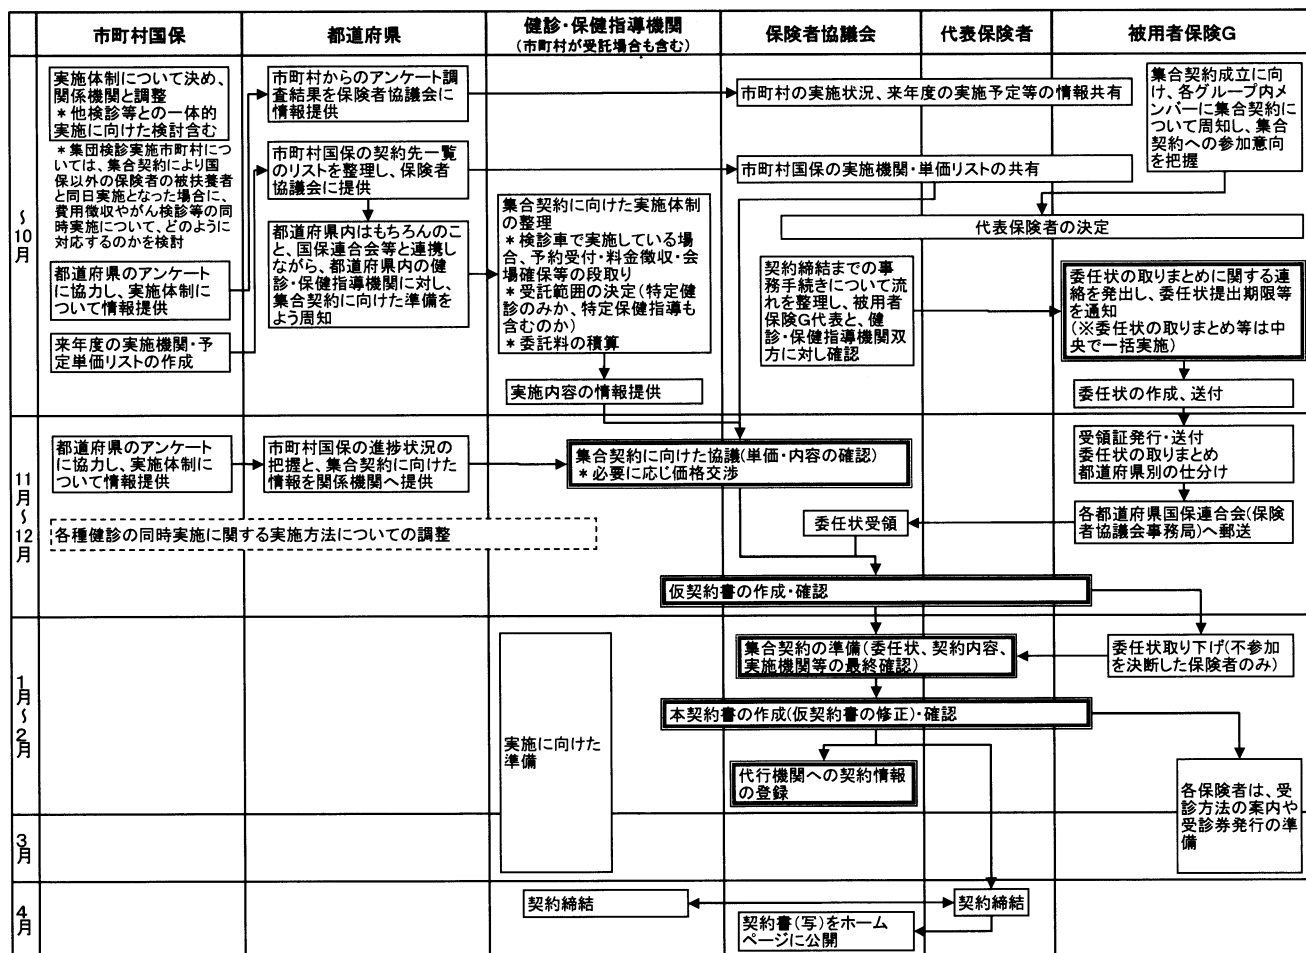 市町村国保
都道府県
健診・保健指導機関
(市町村が受託場合も含む)
保険者協議会
代表保険者
被用者保険G
～10月
実施体制について決め、
関係機関と調整
＊他検診等との一体的
実施に向けた検討含む
＊集団検診実施市町村に
ついては、集合契約により国
保以外の保険者の被扶養者
と同日実施となった場合に、
費用徴収やがん検診等の同
時実施について、どのように
対応するのかを検討
都道府県のアンケート
に協力し、実施体制に
ついて情報提供
来年度の実施機関・予
定単価リストの作成
市町村からのアンケート調
査結果を保険者協議会に
情報提供
市町村国保の契約先一覧
のリストを整理し、保険者
協議会に提供
都道府県内はもちろんのこ
と、国保連合会等と連携し
ながら、都道府県内の健
診・保健指導機関に対し、
集合契約に向けた準備を
よう周知
集合契約に向けた実施体制
の整理
＊検診車で実施している場
合、予約受付・料金徴収・会
場確保等の段取り
＊受託範囲の決定(特定健
診のみか、特定保健指導も
含むのか)
＊委託料の積算
実施内容の情報提供
市町村の実施状況、来年度の実施予定等の情報共有
市町村国保の実施機関・単価リストの共有
代表保険者の決定
契約締結までの事
務手続きについて流
れを整理し、被用者
保険G代表と、健
診・保健指導機関双
方に対し確認
集合契約成立に向
け、各グループ内メ
ンバーに集合契約に
ついて周知し、集合
契約への参加意向
を把握
委任状の取りまとめに関する連
絡を発出し、委任状提出期限等
を通知
(※委任状の取りまとめ等は中
央で一括実施)
委任状の作成、送付
11月～12月
都道府県のアンケート
に協力し、実施体制に
ついて情報提供
市町村国保の進捗状況の
把握と、集合契約に向けた
情報を関係機関へ提供
集合契約に向けた協議(単価・内容の確認)
＊必要に応じ価格交渉
受領証発行・送付
委任状の取りまとめ
都道府県別の仕分け
各都道府県国保連合会(保険
者協議会事務局)へ郵送
委任状受領
各種健診の同時実施に関する実施方法についての調整
仮契約書の作成・確認
1月～2月
実施に向けた
準備
集合契約の準備(委任状、契約内容、
実施機関等の最終確認)
委任状取り下げ(不参加
を決断した保険者のみ)
本契約書の作成(仮契約書の修正)・確認
代行機関への契約情報
の登録
各保険者は、受
診方法の案内や
受診券発行の準
備
3月
4月
契約締結
契約締結
契約書(写)をホーム
ページに公開